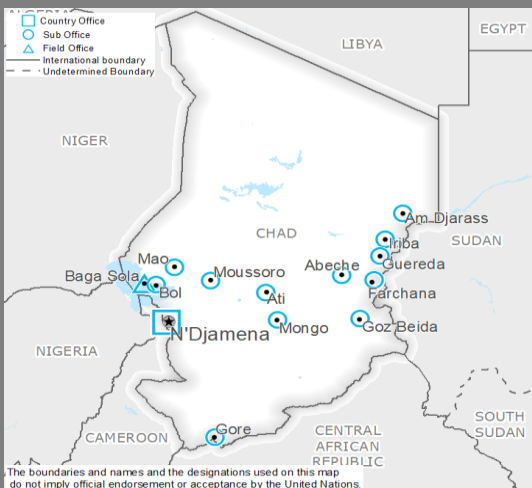 ALGERIA
Country Office
Sub Office
Field Office
International boundary
Undetermined Boundary
LIBYA
EGYPT
NIGER
CHAD
SUDAN
Am Djarass
Iriba
Guereda
Mao
Abeche
Moussoro
Baga Sola
Bol
Farchana
Ati
N'Djamena
Mongo
Goz Beida
NIGERIA
Gore
CAMEROON
CENTRAL
AFRICAN
REPUBLIC
SOUTH
SUDAN
The boundaries and names and the designations used on this map
do not imply official endorsement or acceptance by the United Nations.